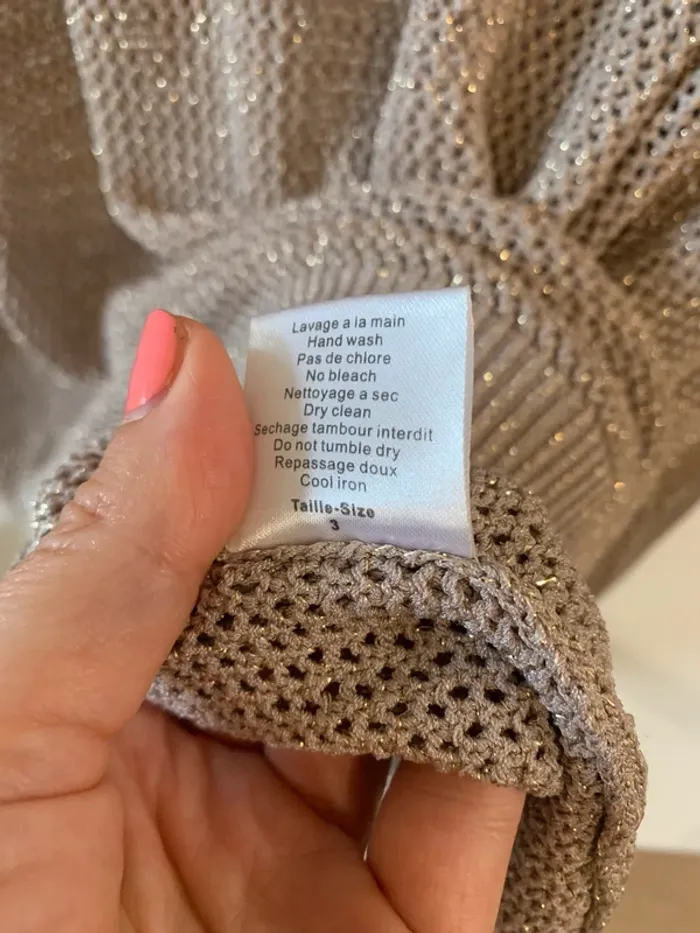 Lavage a la main
Hand wash
Pas de chlore
No bleach
Nettoyage a sec
Dry clean
Sechage tambour interdit
Do not tumble dry
Repassage doux
Cool iron
Taille-Size
3